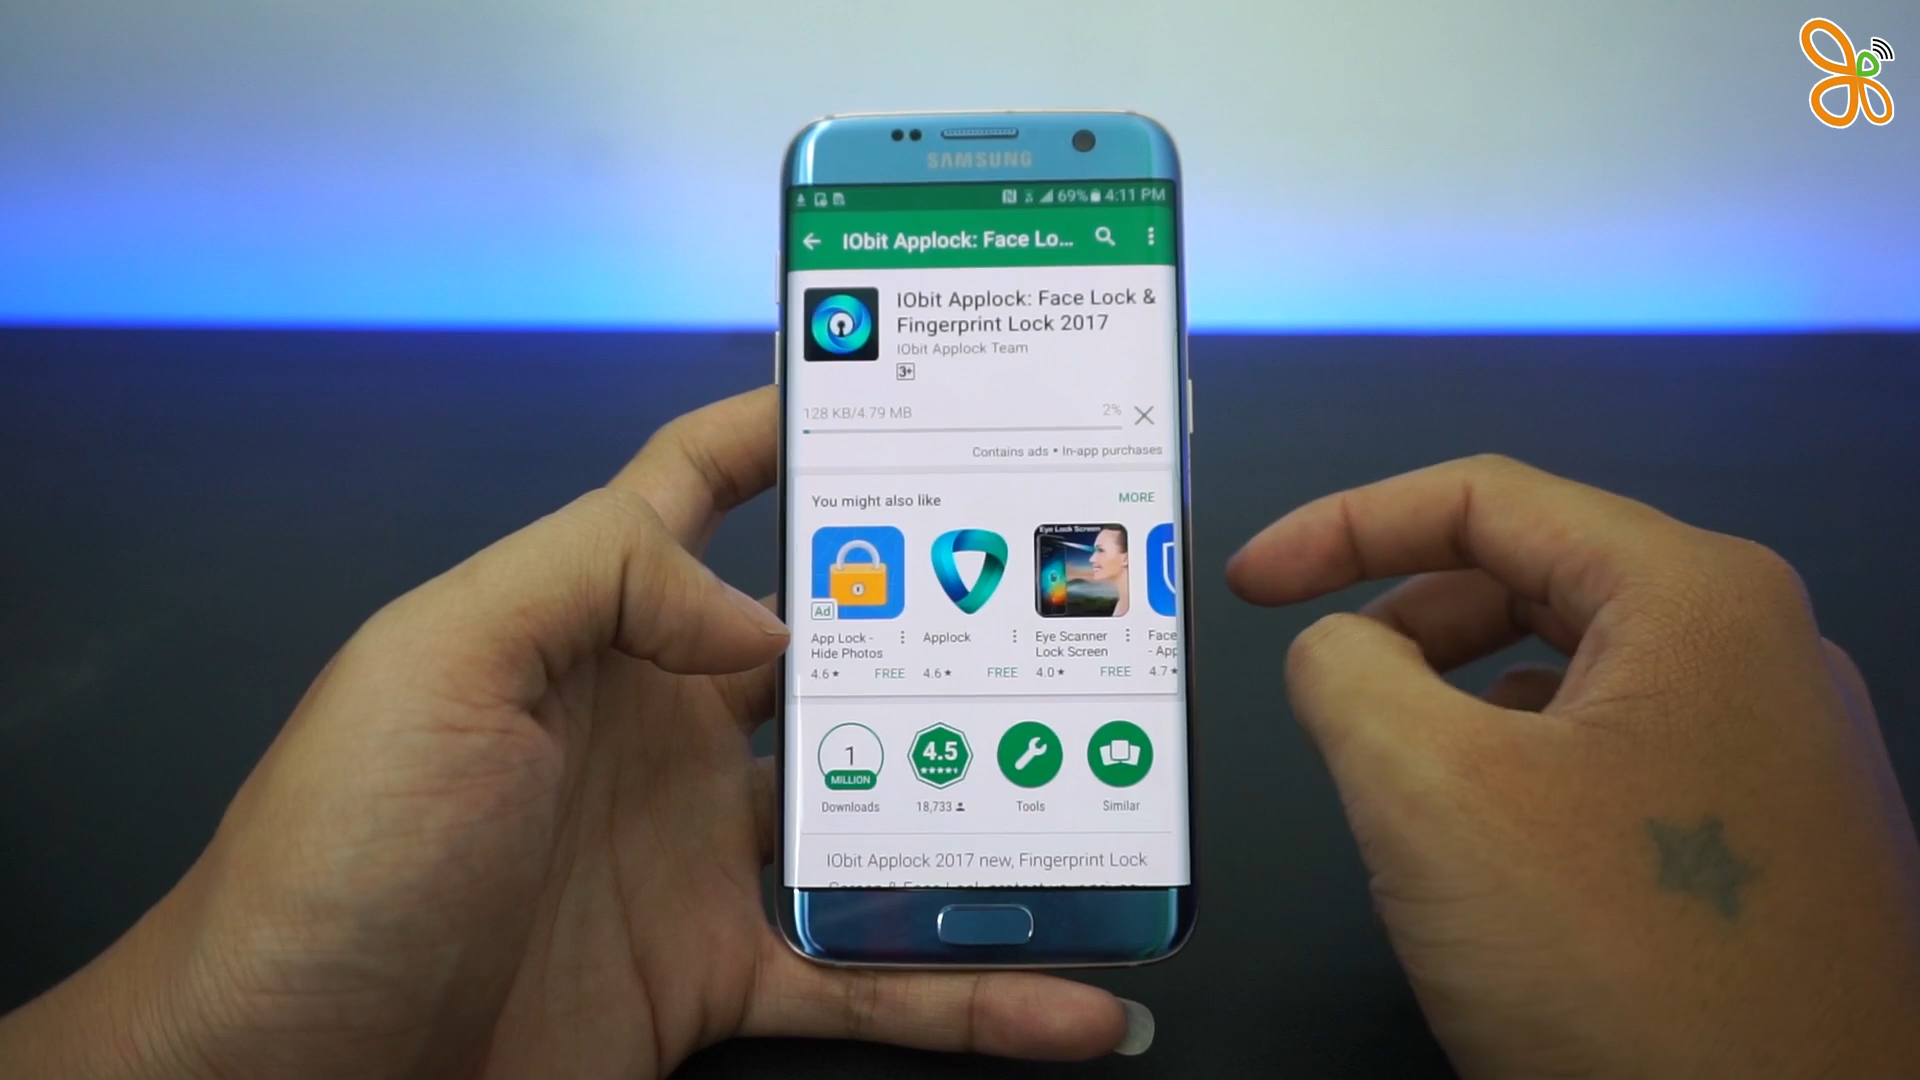 SAMSUNG
69% 4:11 PM
IObit Applock: Face Lo...
IObit Applock: Face Lock &
Fingerprint Lock 2017
IObit Applock Team
3+
128 KB/4.79 MB
2%
Contains ads • In-app purchases
You might also like
MORE
Eye Lock Screen
Ad
App Lock -
Hide Photos
4.6★ FREE
Applock
4.6★ FREE
Eye Scanner
Lock Screen
4.0★ FREE
Face
- App
4.7★
1
MILLION
Downloads
4.5
18,733
Tools
Similar
IObit Applock 2017 new, Fingerprint Lock